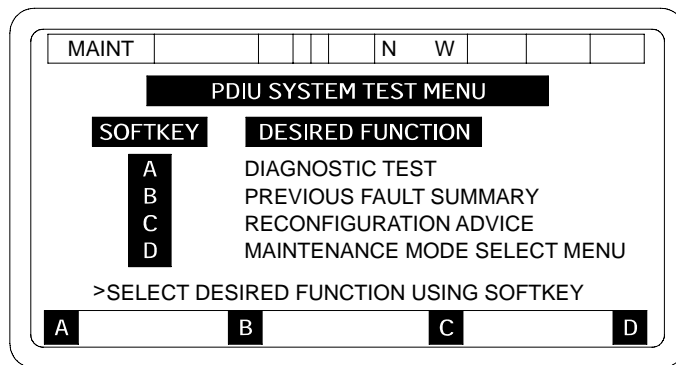 MAINT N W
PDIU SYSTEM TEST MENU
SOFTKEY DESIRED FUNCTION
A DIAGNOSTIC TEST
B PREVIOUS FAULT SUMMARY
C RECONFIGURATION ADVICE
D MAINTENANCE MODE SELECT MENU
>SELECT DESIRED FUNCTION USING SOFTKEY
A B C D